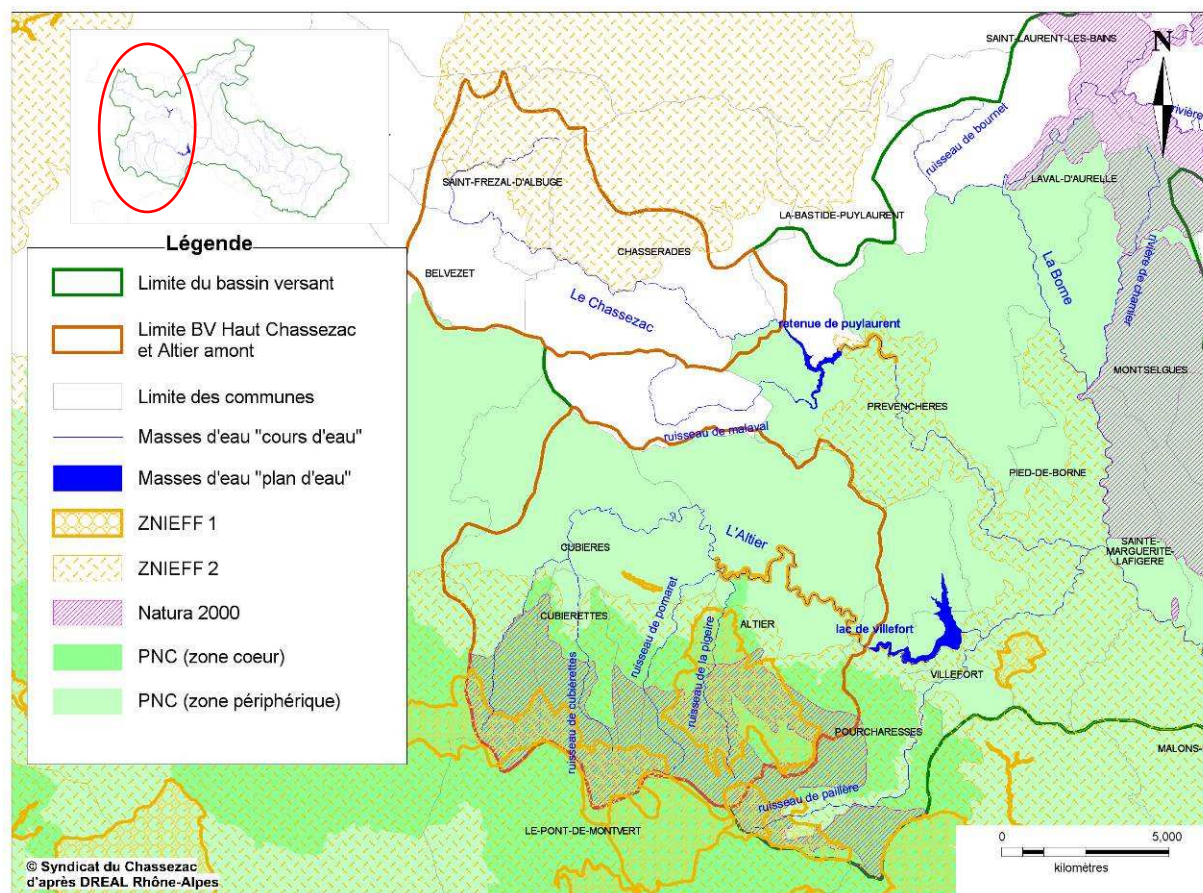 SAINT-LAURENT-LES-BAINS
N
rivière
ruisseau de bournet
SAINT-FREZAL-D'ALBUGE
LAVAL-D'AURELLE
LA-BASTIDE-PUYLAURENT
CHASSERADES
Légende
BELVEZET
La Borne
rivière de chamier
Limite du bassin versant
Le Chassezac
retenue de puylaurent
Limite BV Haut Chassezac
et Altier amont
MONTSELGUES
Limite des communes
PREVENCHERES
Masses d'eau "cours d'eau"
ruisseau de malaval
Masses d'eau "plan d'eau"
PIED-DE-BORNE
ZNIEFF 1
L'Altier
SAINTE-
MARGUERITE-
LAFIGERE
CUBIERES
ZNIEFF 2
ruisseau de pomaret
Natura 2000
CUBIERETTES
ALTIER
lac de villefort
ruisseau de la pigeire
PNC (zone coeur)
VILLEFORT
ruisseau de cubièrettes
PNC (zone périphérique)
POURCHARESSES
MALONS-
ruisseau de paillère
LE-PONT-DE-MONTVERT
0 5,000
kilomètres
© Syndicat du Chassezac
d'après DREAL Rhône-Alpes